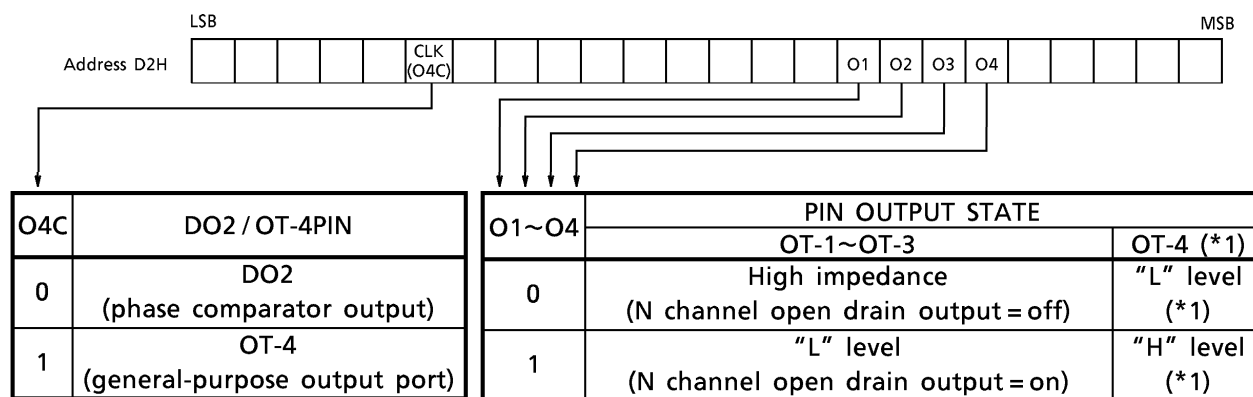 LSB
MSB
Address D2H
CLK
(O4C)
O1
O2
O3
O4
O4C
DO2 / OT-4PIN
0
DO2
(phase comparator output)
1
OT-4
(general-purpose output port)
O1~O4
PIN OUTPUT STATE
OT-1~OT-3
OT-4 (*1)
0
High impedance
(N channel open drain output = off)
“L” level
(*1)
1
“L” level
(N channel open drain output = on)
“H” level
(*1)